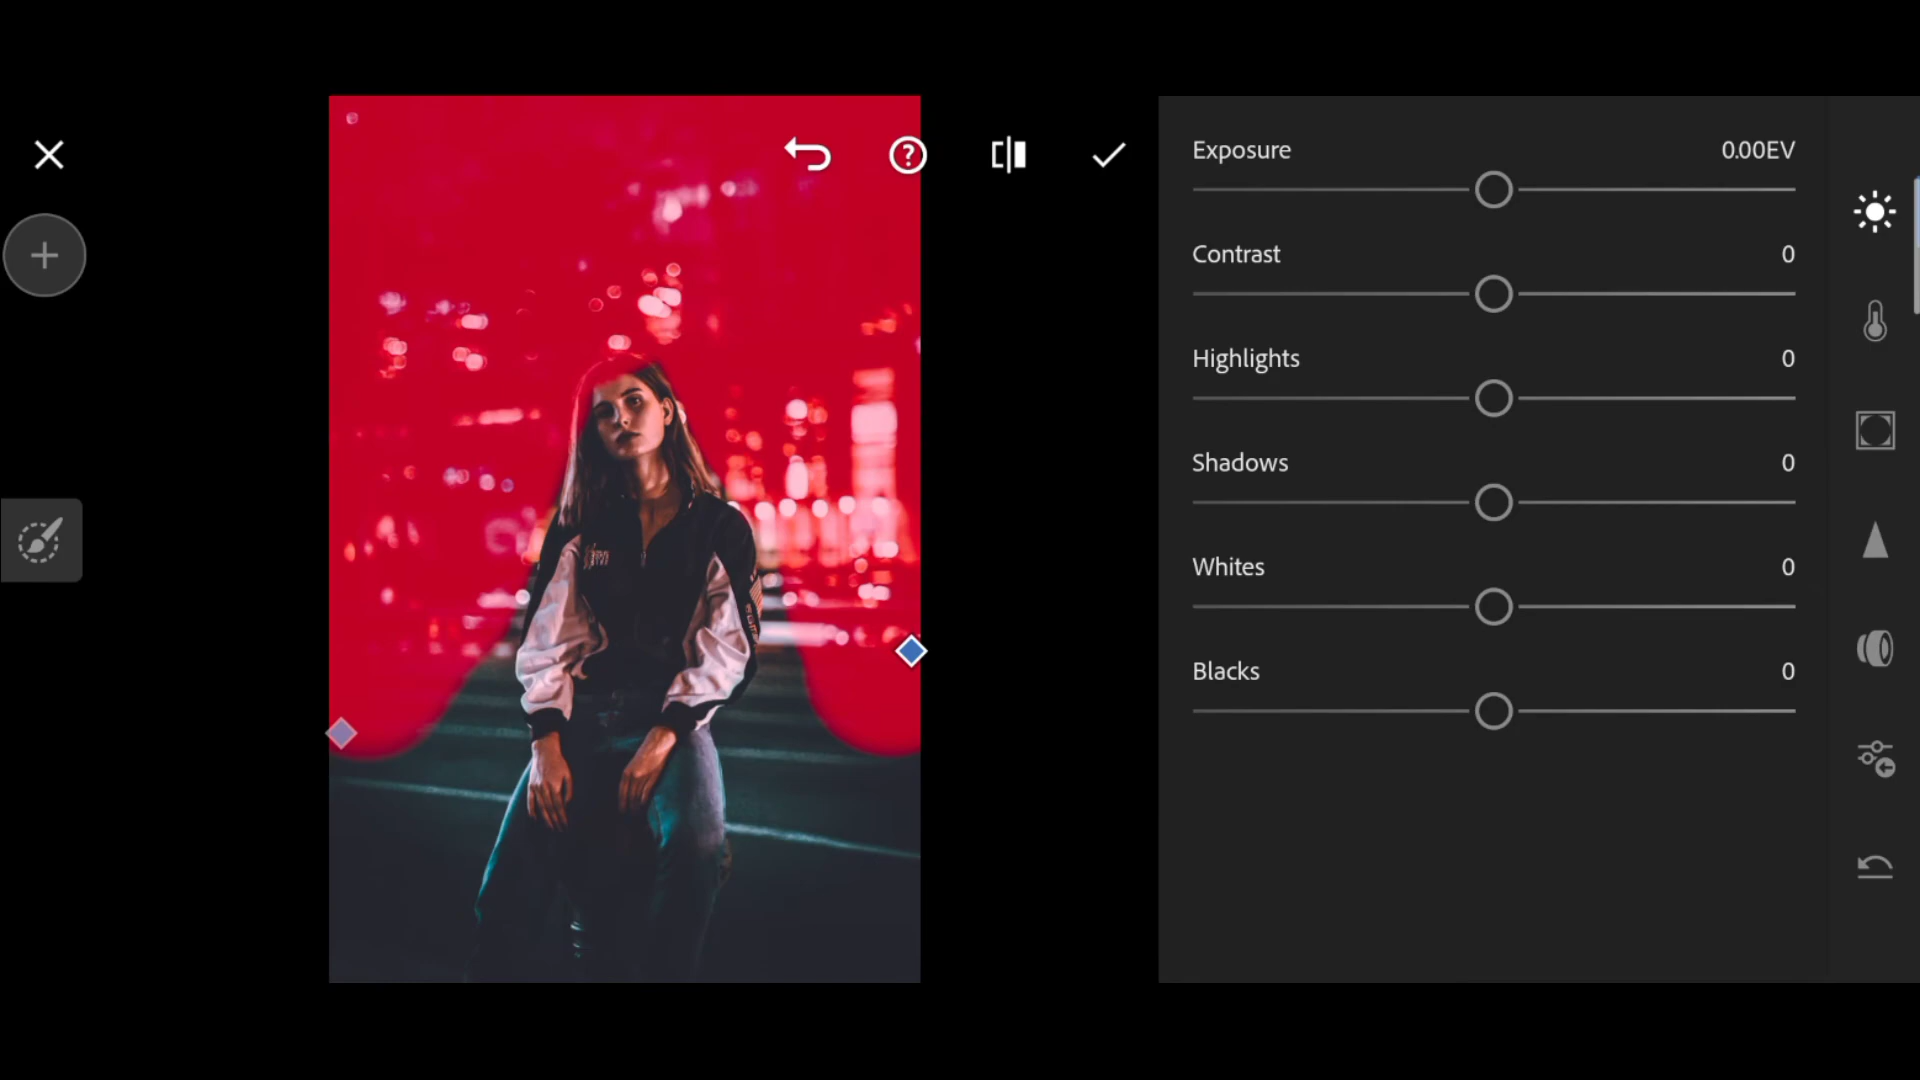 Exposure 0.00EV
Contrast 0
Highlights 0
Shadows 0
Whites 0
Blacks 0